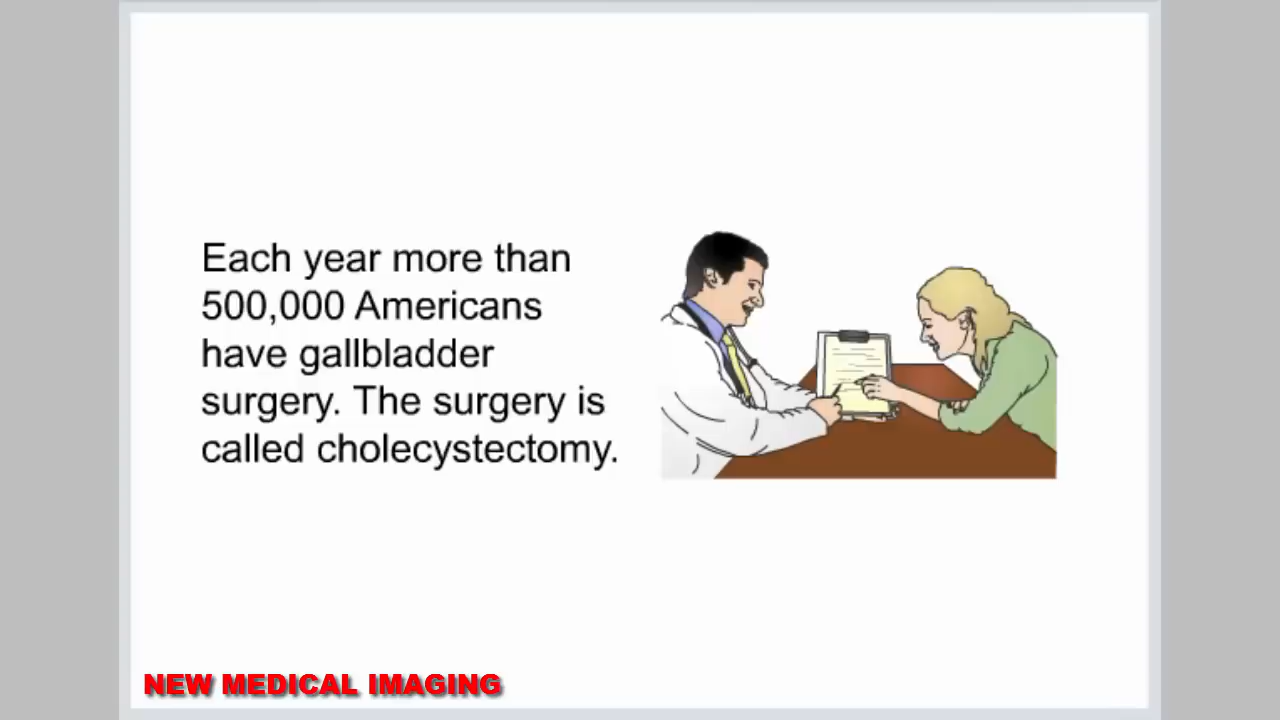 Each year more than
500,000 Americans
have gallbladder
surgery. The surgery is
called cholecystectomy.
NEW MEDICAL IMAGING